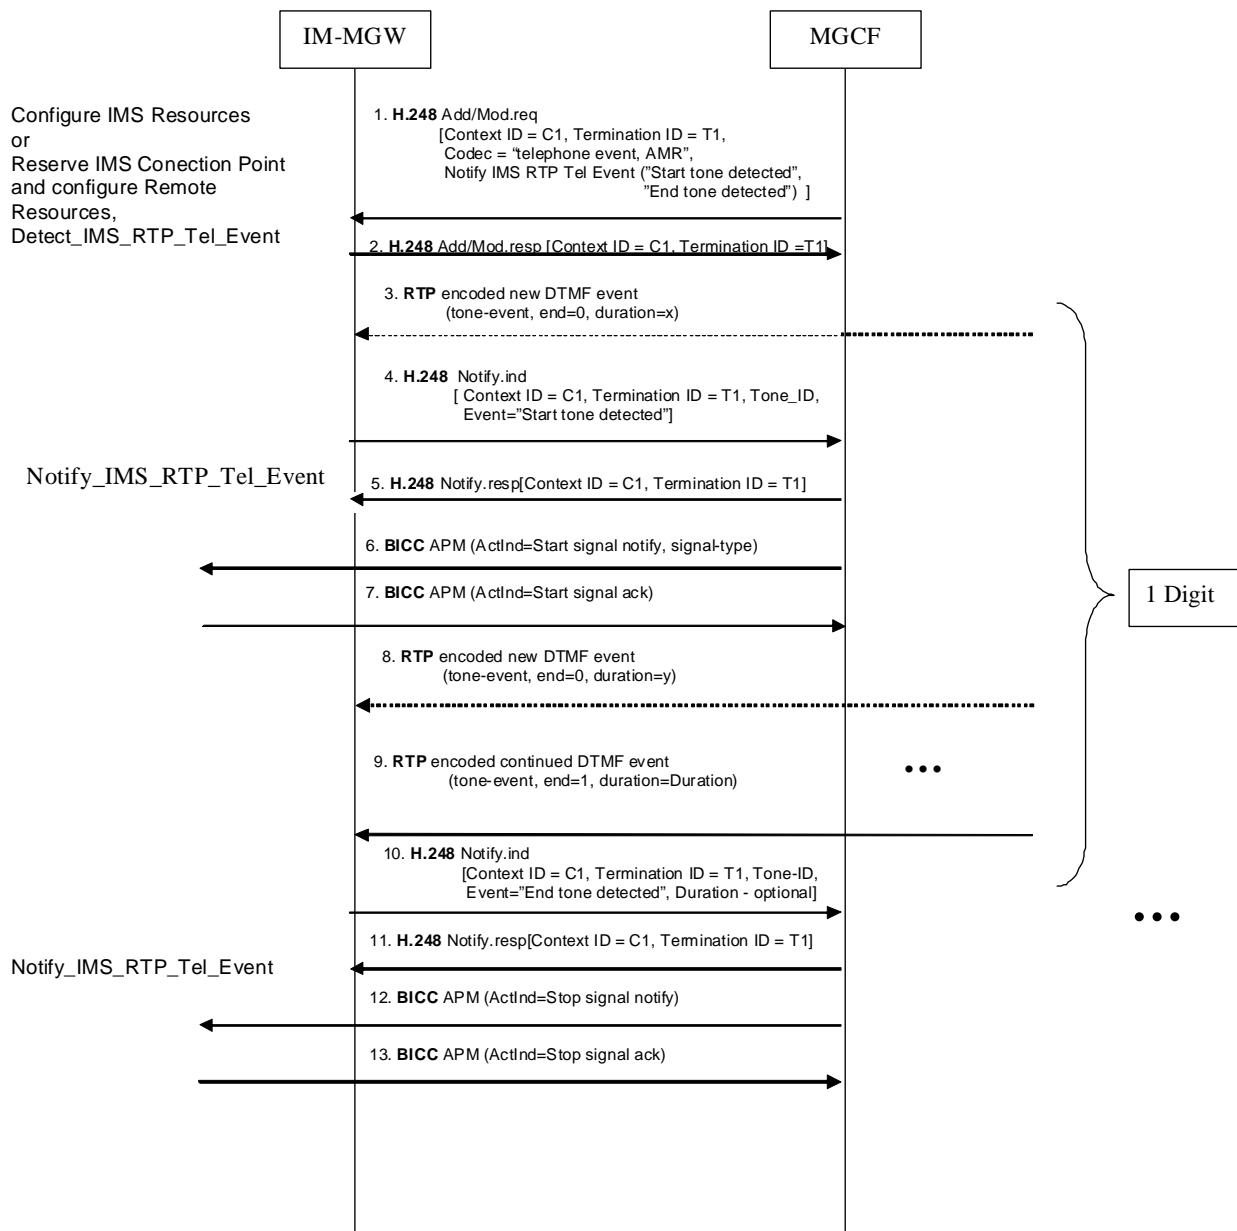 IM-MGW
MGCF
Configure IMS Resources
or
Reserve IMS Conection Point
and configure Remote
Resources,
Detect_IMS_RTP_Tel_Event
1. H.248 Add/Mod.req
[Context ID = C1, Termination ID = T1,
Codec = “telephone event, AMR”,
Notify IMS RTP Tel Event (”Start tone detected”,
”End tone detected”) ]
2. H.248 Add/Mod.resp [Context ID = C1, Termination ID =T1]
3. RTP encoded new DTMF event
(tone-event, end=0, duration=x)
4. H.248 Notify.ind
[ Context ID = C1, Termination ID = T1, Tone_ID,
Event=”Start tone detected”]
Notify_IMS_RTP_Tel_Event
5. H.248 Notify.resp[Context ID = C1, Termination ID = T1]
6. BICC APM (ActInd=Start signal notify, signal-type)
7. BICC APM (ActInd=Start signal ack)
1 Digit
8. RTP encoded new DTMF event
(tone-event, end=0, duration=y)
9. RTP encoded continued DTMF event
(tone-event, end=1, duration=Duration)
10. H.248 Notify.ind
[Context ID = C1, Termination ID = T1, Tone-ID,
Event=”End tone detected”, Duration - optional]
11. H.248 Notify.resp[Context ID = C1, Termination ID = T1]
Notify_IMS_RTP_Tel_Event
12. BICC APM (ActInd=Stop signal notify)
13. BICC APM (ActInd=Stop signal ack)